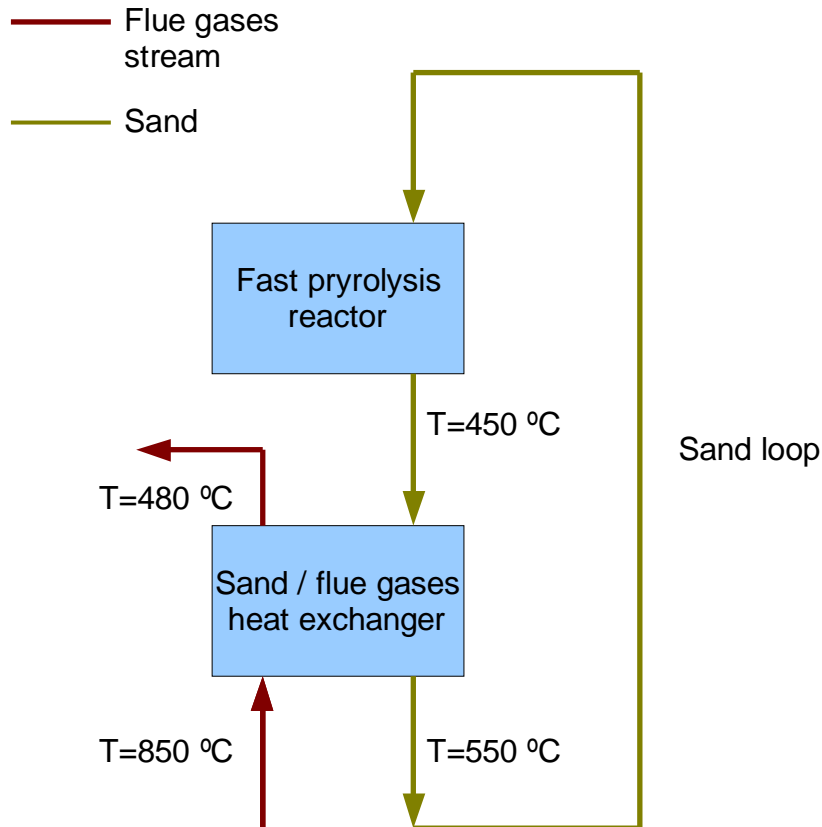 Flue gases
stream
Sand
Fast pryrolysis
reactor
T=450 ºC
Sand loop
T=480 ºC
Sand / flue gases
heat exchanger
T=850 ºC
T=550 ºC